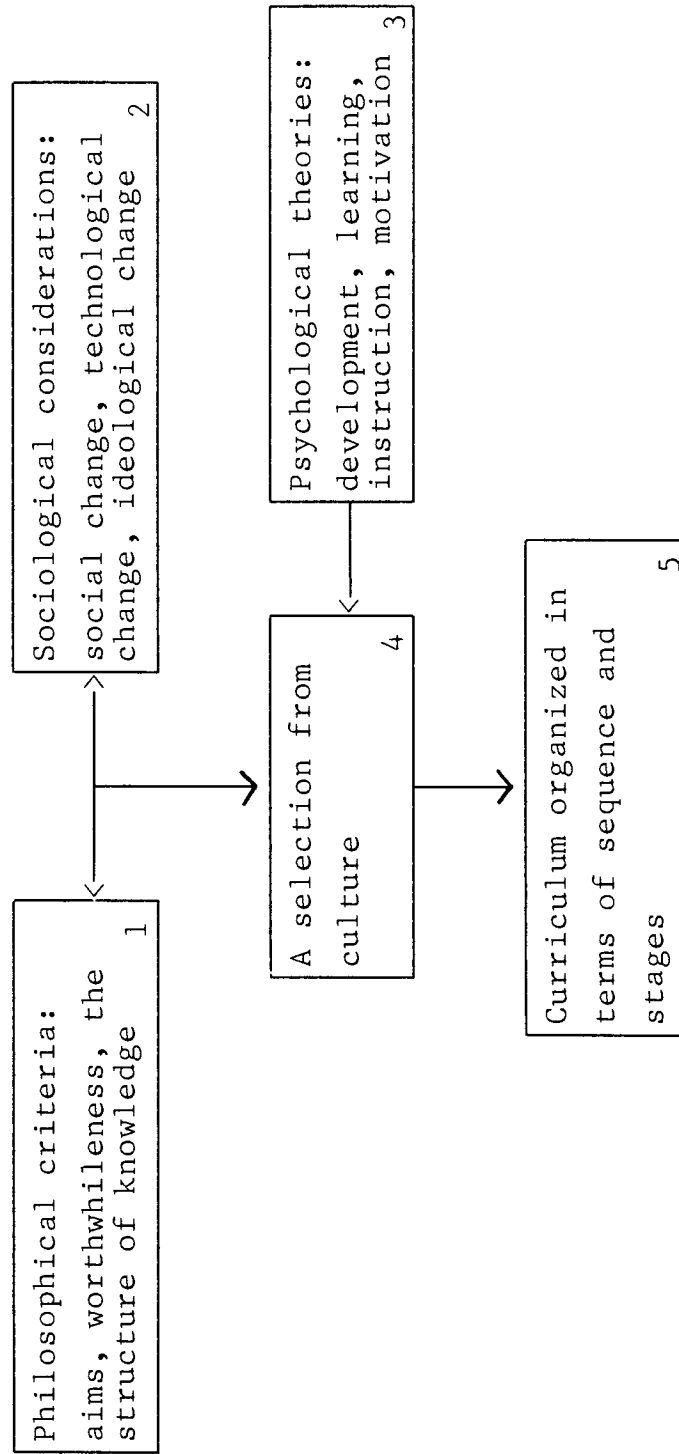 Philosophical criteria:
aims, worthwhileness, the
structure of knowledge
1
Sociological considerations:
social change, technological
change, ideological change
2
Psychological theories:
development, learning,
instruction, motivation
3
A selection from
culture
4
Curriculum organized in
terms of sequence and
stages
5